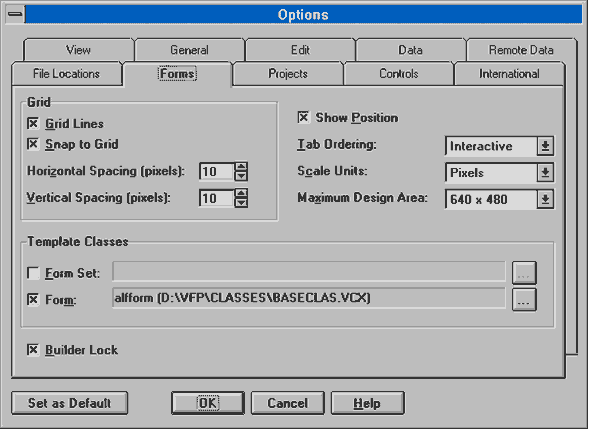 Options
View General Edit Data Remote Data
File Locations Forms Projects Controls International
Grid
Grid Lines
Snap to Grid
Horizontal Spacing (pixels): 10
Vertical Spacing (pixels): 10
Show Position
Tab Ordering: Interactive
Scale Units: Pixels
Maximum Design Area: 640 x 480
Template Classes
Form Set: ...
Form: allform (D:\VFP\CLASSES\BASECLAS.VCX) ...
Builder Lock
Set as Default OK Cancel Help